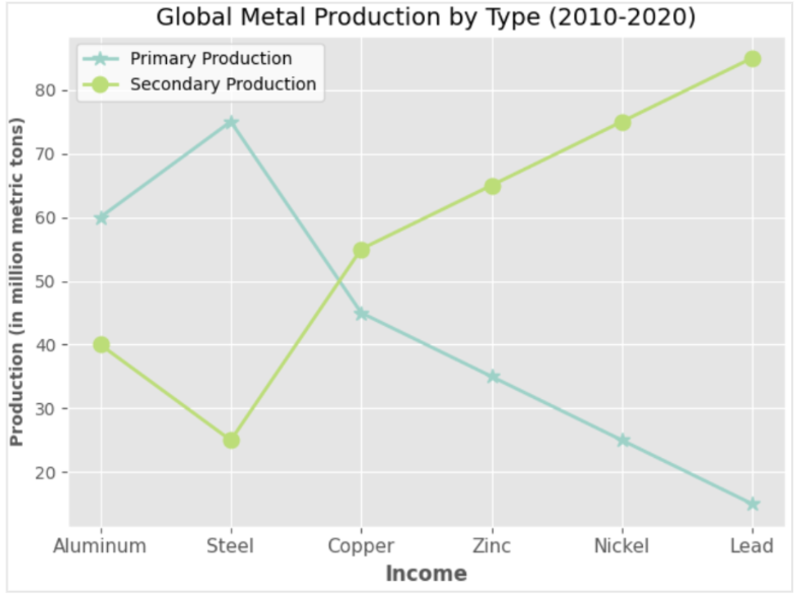 Global Metal Production by Type (2010-2020)
Primary Production
Secondary Production
Production (in million metric tons)
80
70
60
50
40
30
20
Aluminum Steel Copper Zinc Nickel Lead
Income